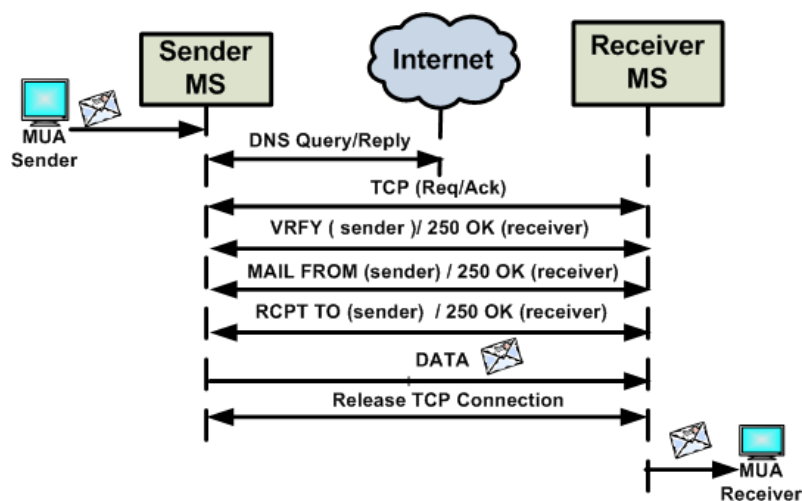 Sender
MS
Internet
Receiver
MS
MUA
Sender
DNS Query/Reply
TCP (Req/Ack)
VRFY ( sender )/ 250 OK (receiver)
MAIL FROM (sender) / 250 OK (receiver)
RCPT TO (sender) / 250 OK (receiver)
DATA
Release TCP Connection
MUA
Receiver